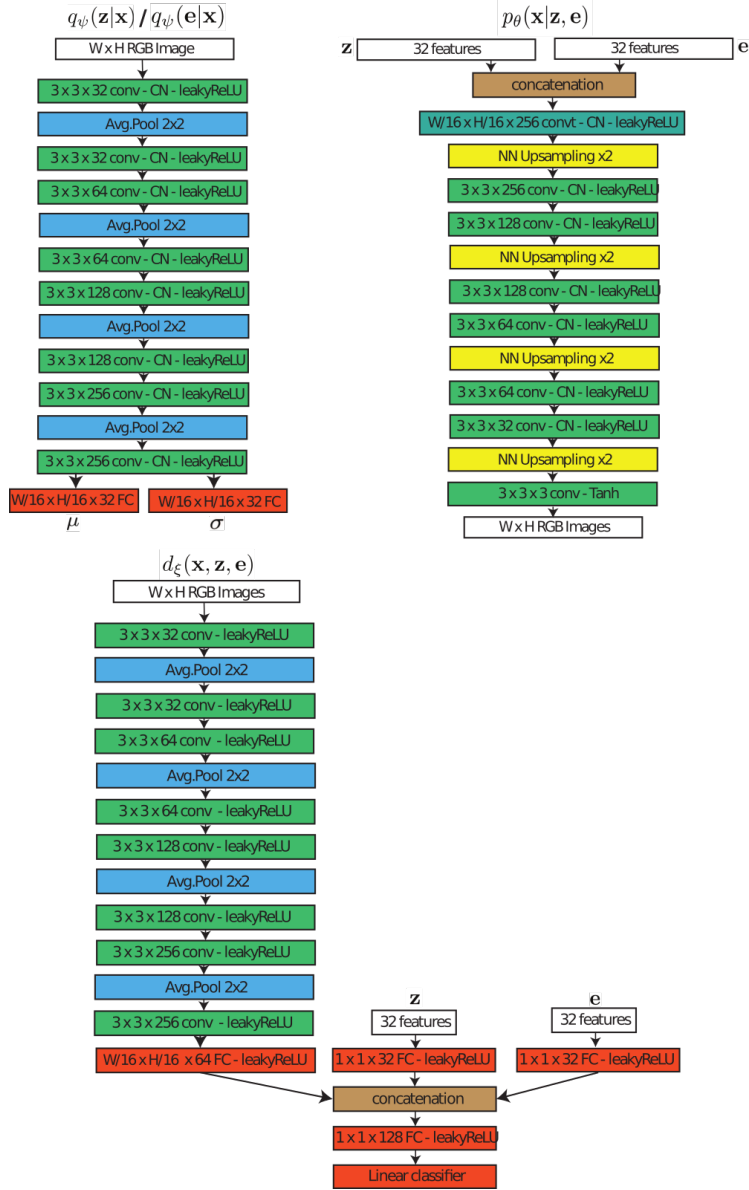 q_ψ(z|x) / q_ψ(e|x)
W x H RGB Image
3 x 3 x 32 conv - CN - leakyReLU
Avg.Pool 2x2
3 x 3 x 32 conv - CN - leakyReLU
3 x 3 x 64 conv - CN - leakyReLU
Avg.Pool 2x2
3 x 3 x 64 conv - CN - leakyReLU
3 x 3 x 128 conv - CN - leakyReLU
Avg.Pool 2x2
3 x 3 x 128 conv - CN - leakyReLU
3 x 3 x 256 conv - CN - leakyReLU
Avg.Pool 2x2
3 x 3 x 256 conv - CN - leakyReLU
W/16 x H/16 x 32 FC W/16 x H/16 x 32 FC
μ σ
p_θ(x|z, e)
z 32 features 32 features e
concatenation
W/16 x H/16 x 256 convt - CN - leakyReLU
NN Upsampling x2
3 x 3 x 256 conv - CN - leakyReLU
3 x 3 x 128 conv - CN - leakyReLU
NN Upsampling x2
3 x 3 x 128 conv - CN - leakyReLU
3 x 3 x 64 conv - CN - leakyReLU
NN Upsampling x2
3 x 3 x 64 conv - CN - leakyReLU
3 x 3 x 32 conv - CN - leakyReLU
NN Upsampling x2
3 x 3 x 3 conv - Tanh
W x H RGB Images
d_ξ(x, z, e)
W x H RGB Images
3 x 3 x 32 conv - leakyReLU
Avg.Pool 2x2
3 x 3 x 32 conv - leakyReLU
3 x 3 x 64 conv - leakyReLU
Avg.Pool 2x2
3 x 3 x 64 conv - leakyReLU
3 x 3 x 128 conv - leakyReLU
Avg.Pool 2x2
3 x 3 x 128 conv - leakyReLU
3 x 3 x 256 conv - leakyReLU
Avg.Pool 2x2
3 x 3 x 256 conv - leakyReLU
W/16 x H/16 x 64 FC - leakyReLU
z
32 features
1 x 1 x 32 FC - leakyReLU
e
32 features
1 x 1 x 32 FC - leakyReLU
concatenation
1 x 1 x 128 FC - leakyReLU
Linear classifier